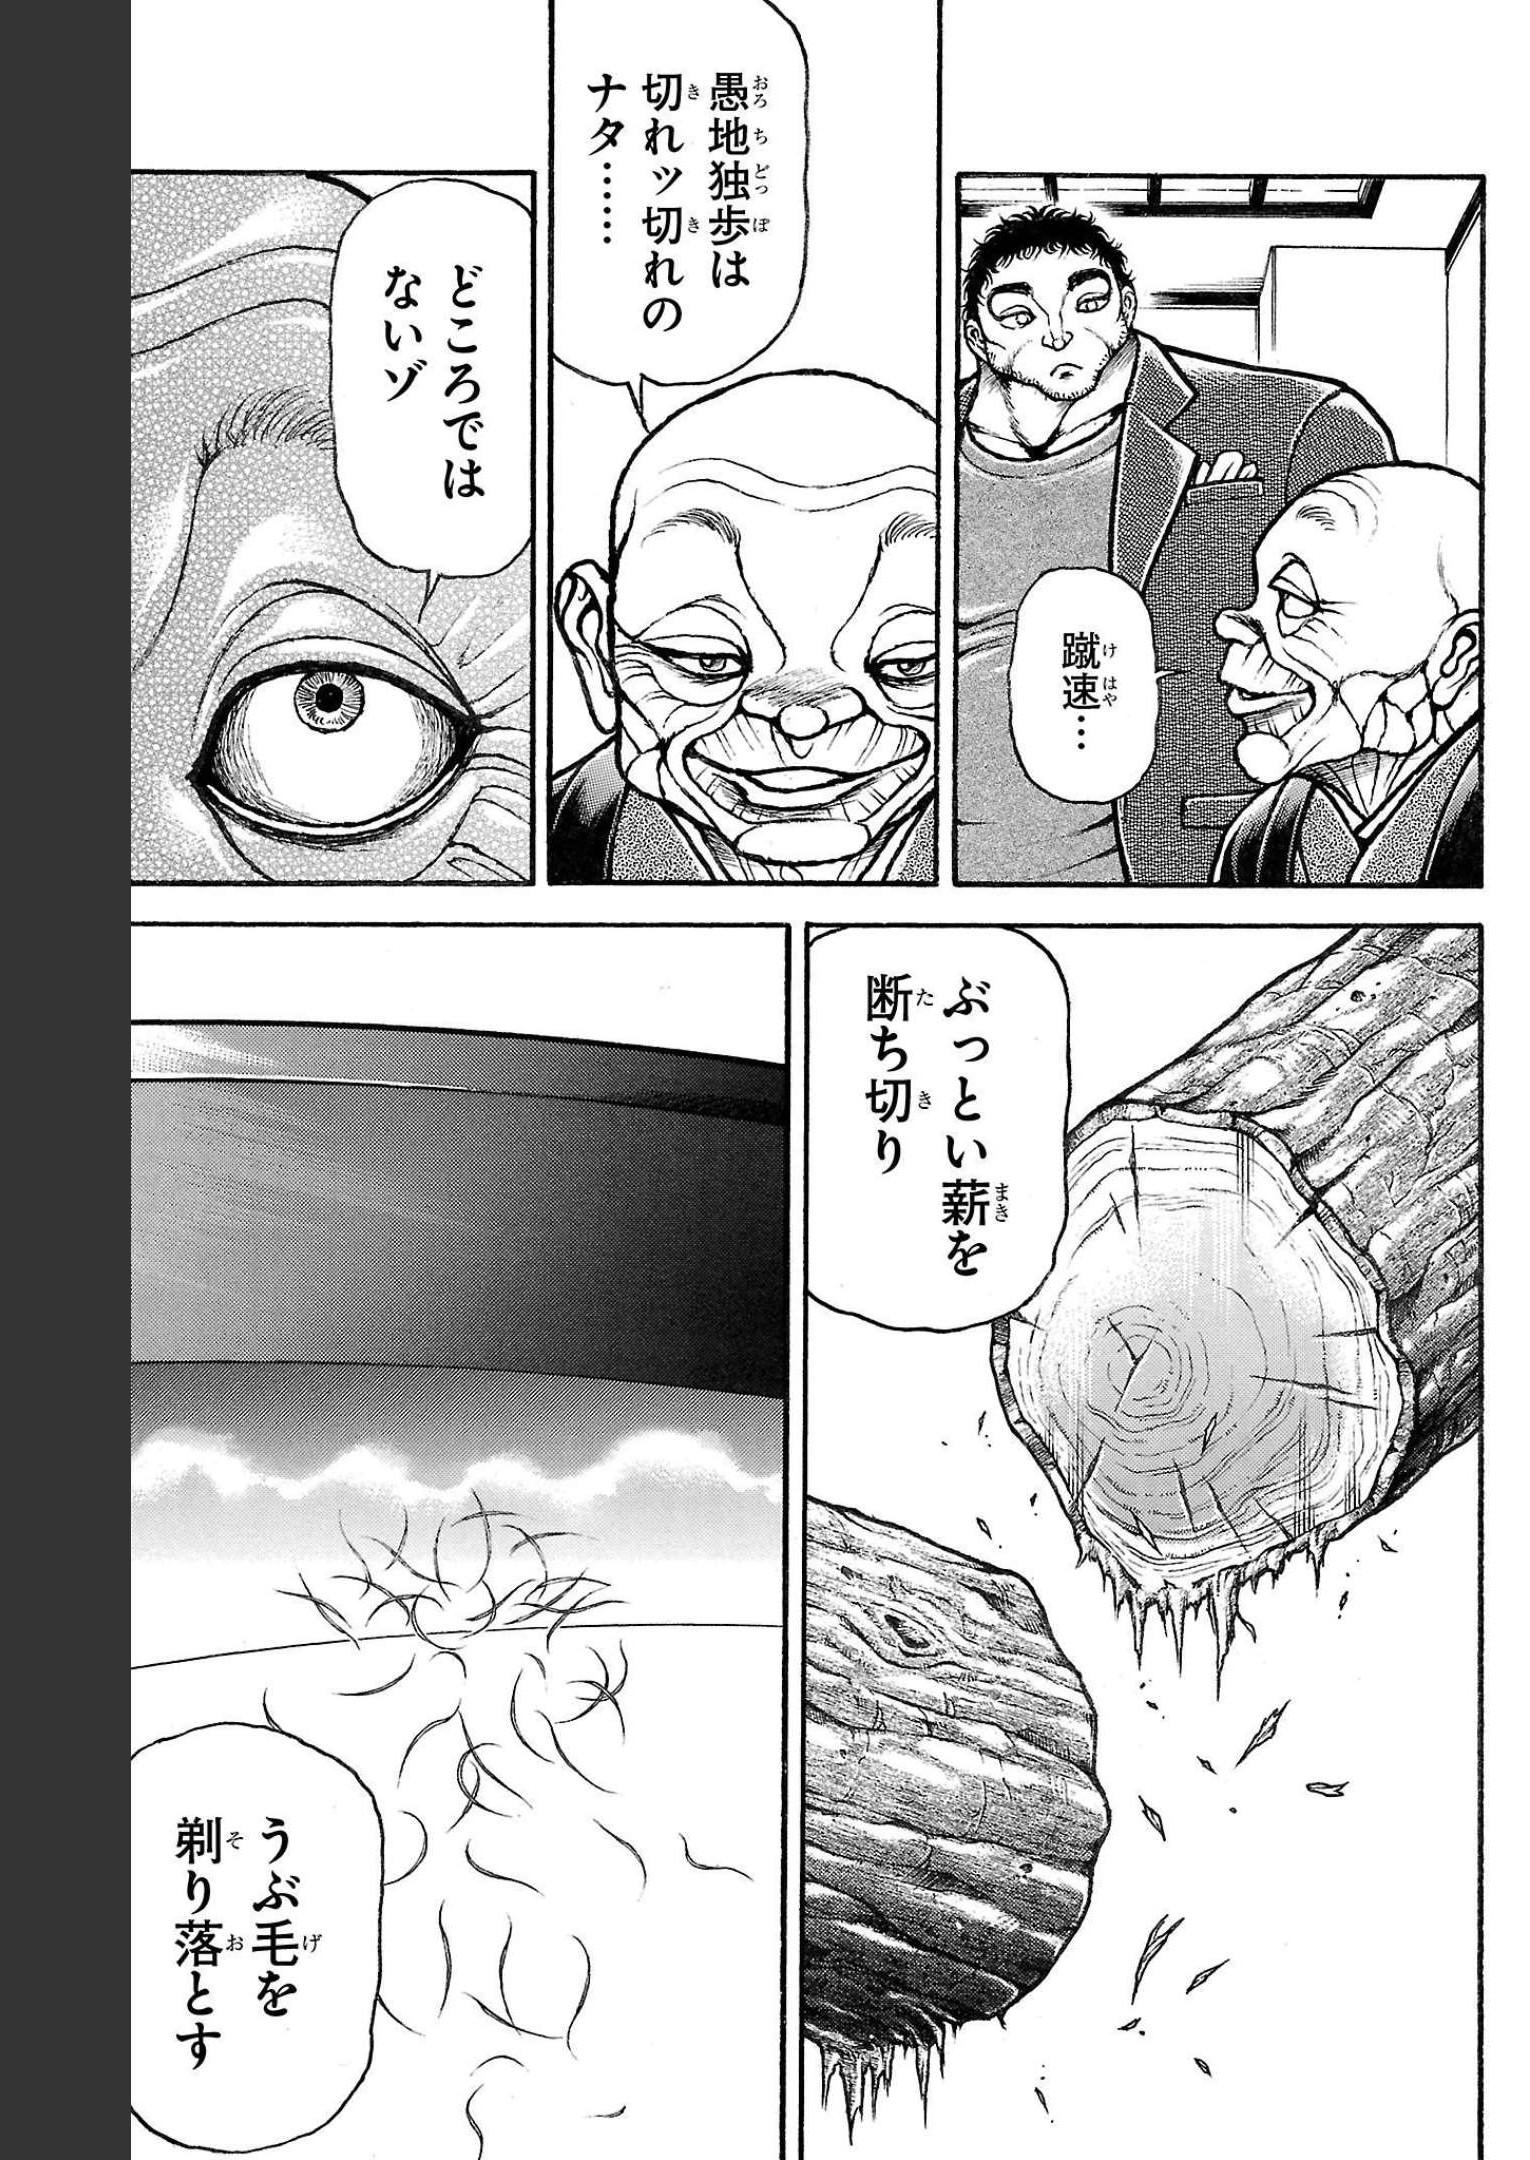 蹴速…
愚地独歩は
切れッ切れの
ナタ……
どころでは
ないゾ
ぶっとい薪を
断ち切り
うぶ毛を
剃り落とす